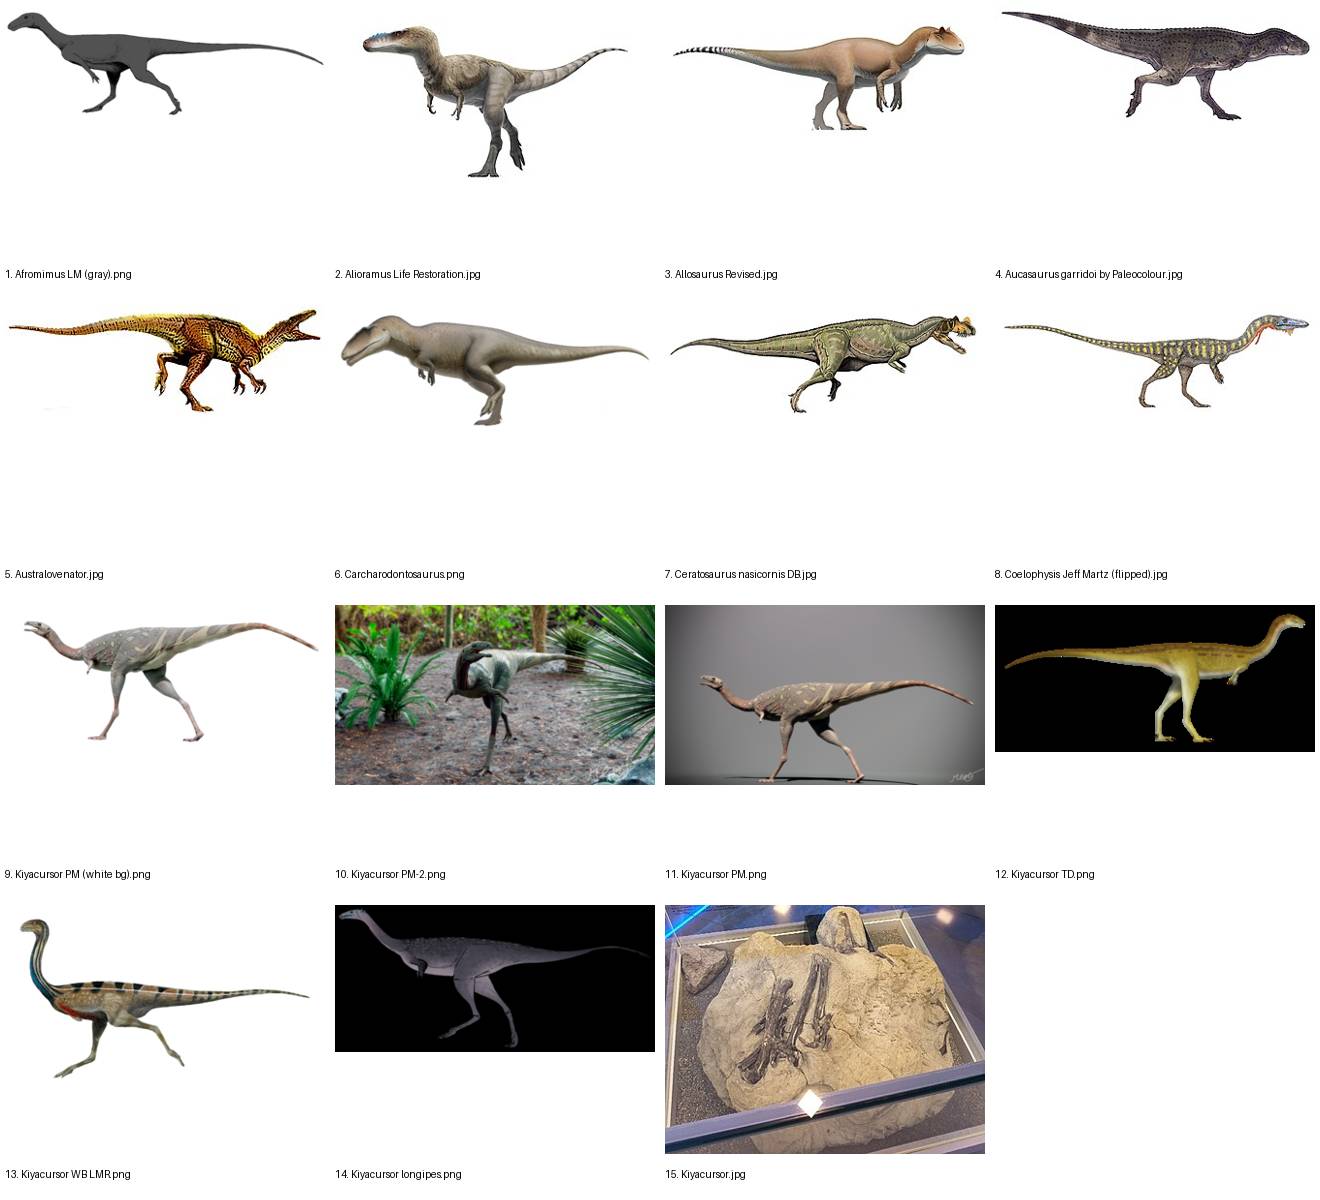 1. Afromimus LM (gray).png
2. Alioramus Life Restoration.jpg
3. Allosaurus Revised.jpg
4. Aucasaurus garridoi by Paleocolour.jpg
5. Australovenator.jpg
6. Carcharodontosaurus.png
7. Ceratosaurus nasicornis DB.jpg
8. Coelophysis Jeff Martz (flipped).jpg
9. Kiyacursor PM (white bg).png
10. Kiyacursor PM-2.png
11. Kiyacursor PM.png
12. Kiyacursor TD.png
13. Kiyacursor WB LMR.png
14. Kiyacursor longipes.png
15. Kiyacursor.jpg